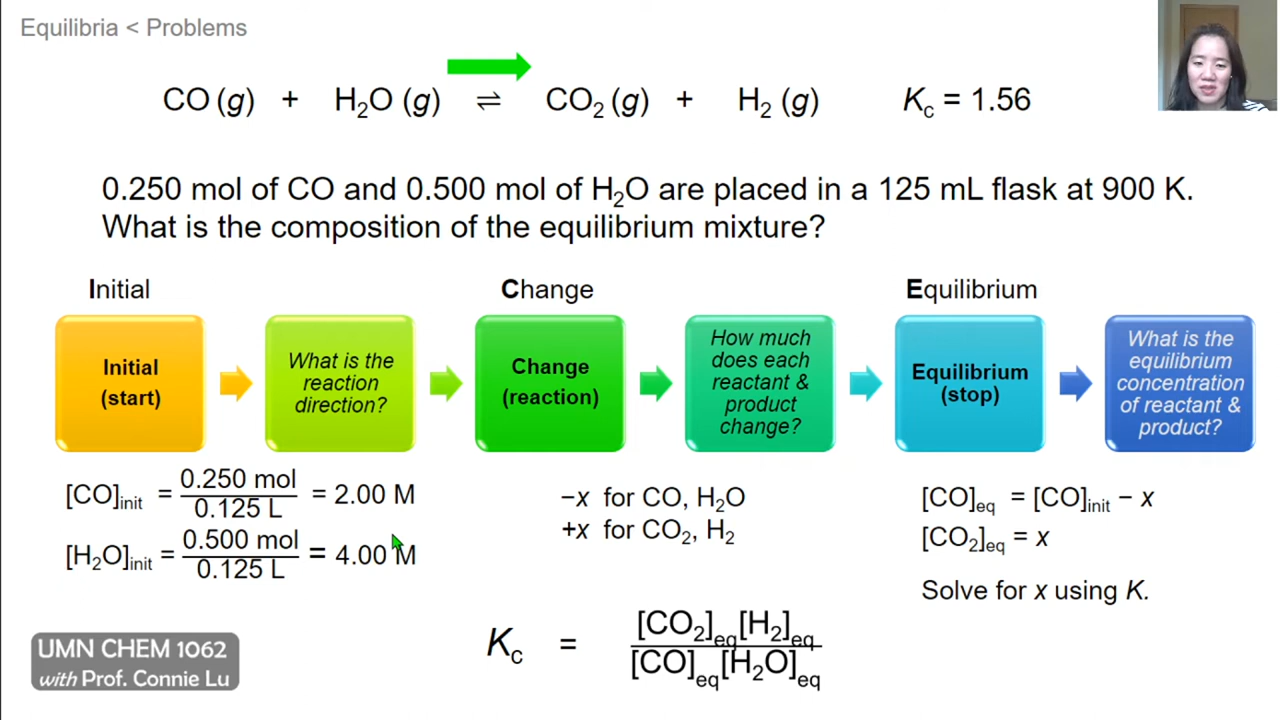 Equilibria < Problems
CO (g) + H₂O (g) ⇌ CO₂ (g) + H₂ (g) Kc = 1.56
0.250 mol of CO and 0.500 mol of H₂O are placed in a 125 mL flask at 900 K.
What is the composition of the equilibrium mixture?
Initial
Change
Equilibrium
Initial
(start)
What is the
reaction
direction?
Change
(reaction)
How much
does each
reactant &
product
change?
Equilibrium
(stop)
What is the
equilibrium
concentration
of reactant &
product?
[CO]init = 0.250 mol / 0.125 L = 2.00 M
[H₂O]init = 0.500 mol / 0.125 L = 4.00 M
−x for CO, H₂O
+x for CO₂, H₂
[CO]eq = [CO]init − x
[CO₂]eq = x
Solve for x using K.
Kc = [CO₂]eq[H₂]eq / [CO]eq[H₂O]eq
UMN CHEM 1062
with Prof. Connie Lu